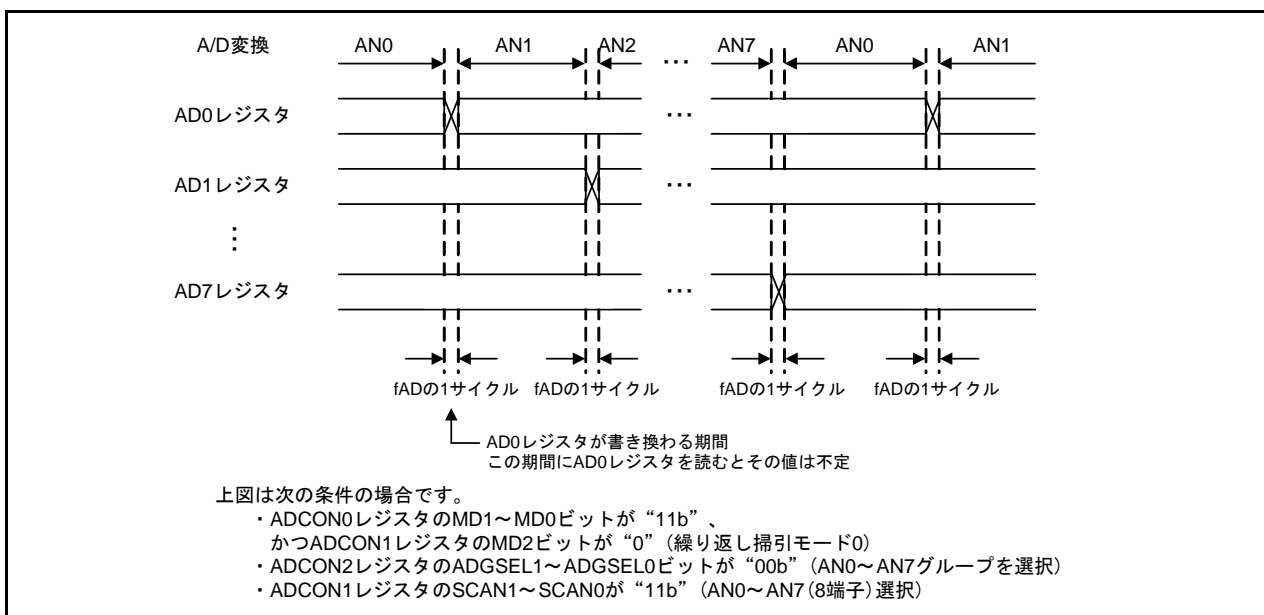 A/D変換 AN0 AN1 AN2 ... AN7 AN0 AN1
AD0レジスタ ...
AD1レジスタ ...
⋮
AD7レジスタ ...
fADの1サイクル fADの1サイクル fADの1サイクル fADの1サイクル
AD0レジスタが書き換わる期間
この期間にAD0レジスタを読むとその値は不定
上図は次の条件の場合です。
・ADCON0レジスタのMD1～MD0ビットが“11b”、
かつADCON1レジスタのMD2ビットが“0”(繰り返し掃引モード0)
・ADCON2レジスタのADGSEL1～ADGSEL0ビットが“00b”(AN0～AN7グループを選択)
・ADCON1レジスタのSCAN1～SCAN0が“11b”(AN0～AN7(8端子)選択)